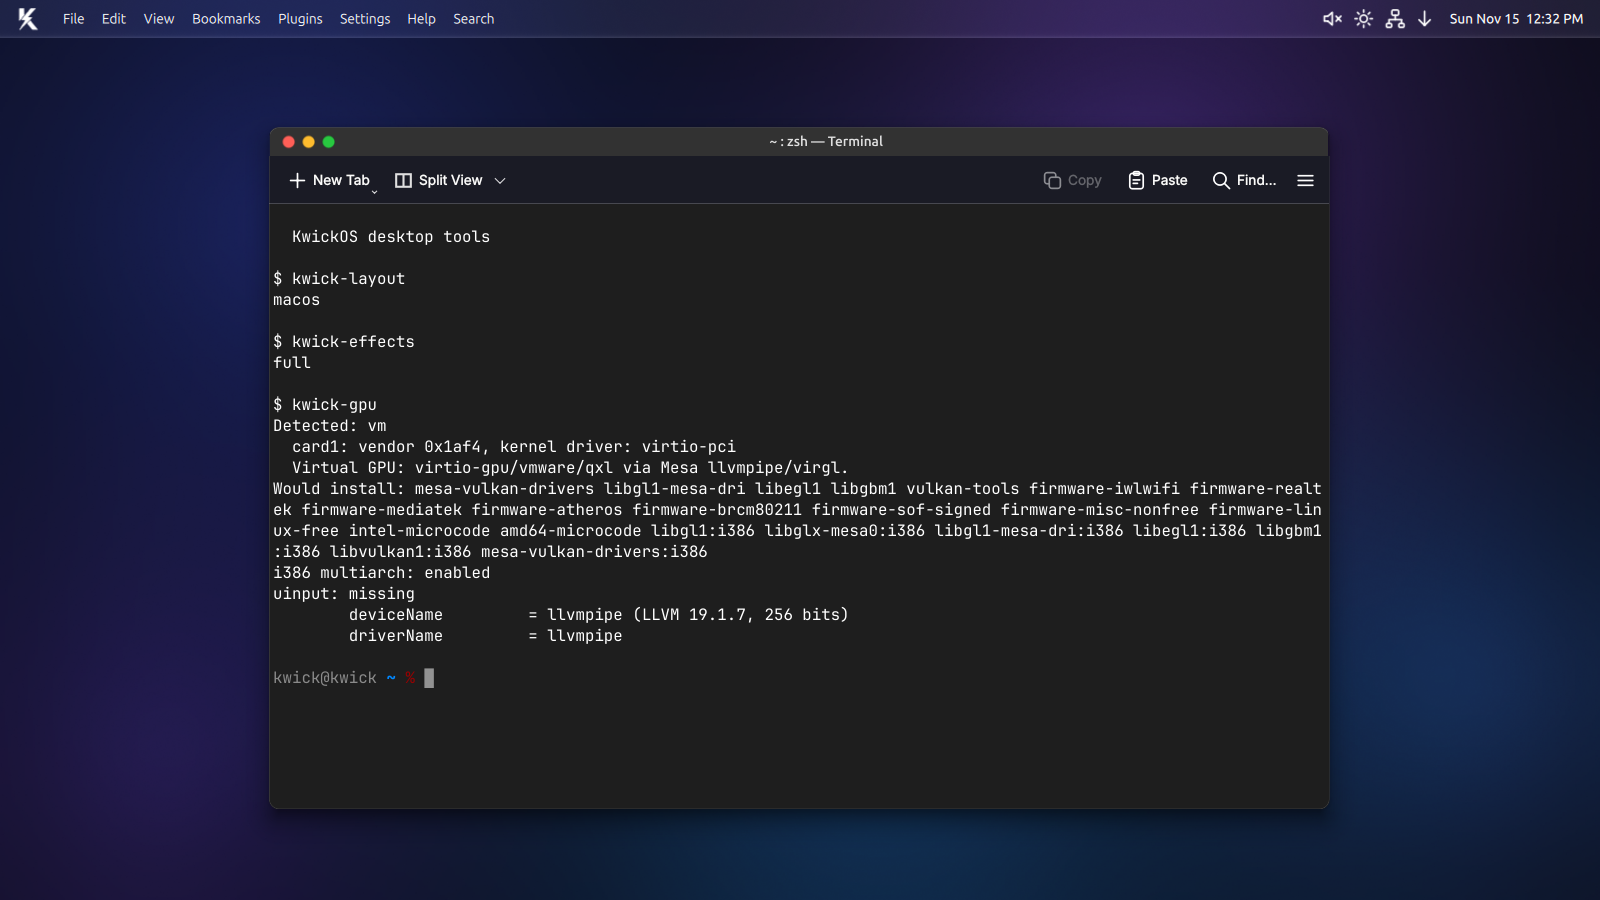 File Edit View Bookmarks Plugins Settings Help Search
Sun Nov 15 12:32 PM
~ : zsh — Terminal
New Tab Split View Copy Paste Find...
KwickOS desktop tools
$ kwick-layout
macos
$ kwick-effects
full
$ kwick-gpu
Detected: vm
card1: vendor 0x1af4, kernel driver: virtio-pci
Virtual GPU: virtio-gpu/vmware/qxl via Mesa llvmpipe/virgl.
Would install: mesa-vulkan-drivers libgl1-mesa-dri libegl1 libgbm1 vulkan-tools firmware-iwlwifi firmware-realt
ek firmware-mediatek firmware-atheros firmware-brcm80211 firmware-sof-signed firmware-misc-nonfree firmware-lin
ux-free intel-microcode amd64-microcode libgl1:i386 libglx-mesa0:i386 libgl1-mesa-dri:i386 libegl1:i386 libgbm1
:i386 libvulkan1:i386 mesa-vulkan-drivers:i386
i386 multiarch: enabled
uinput: missing
deviceName = llvmpipe (LLVM 19.1.7, 256 bits)
driverName = llvmpipe
kwick@kwick ~ %